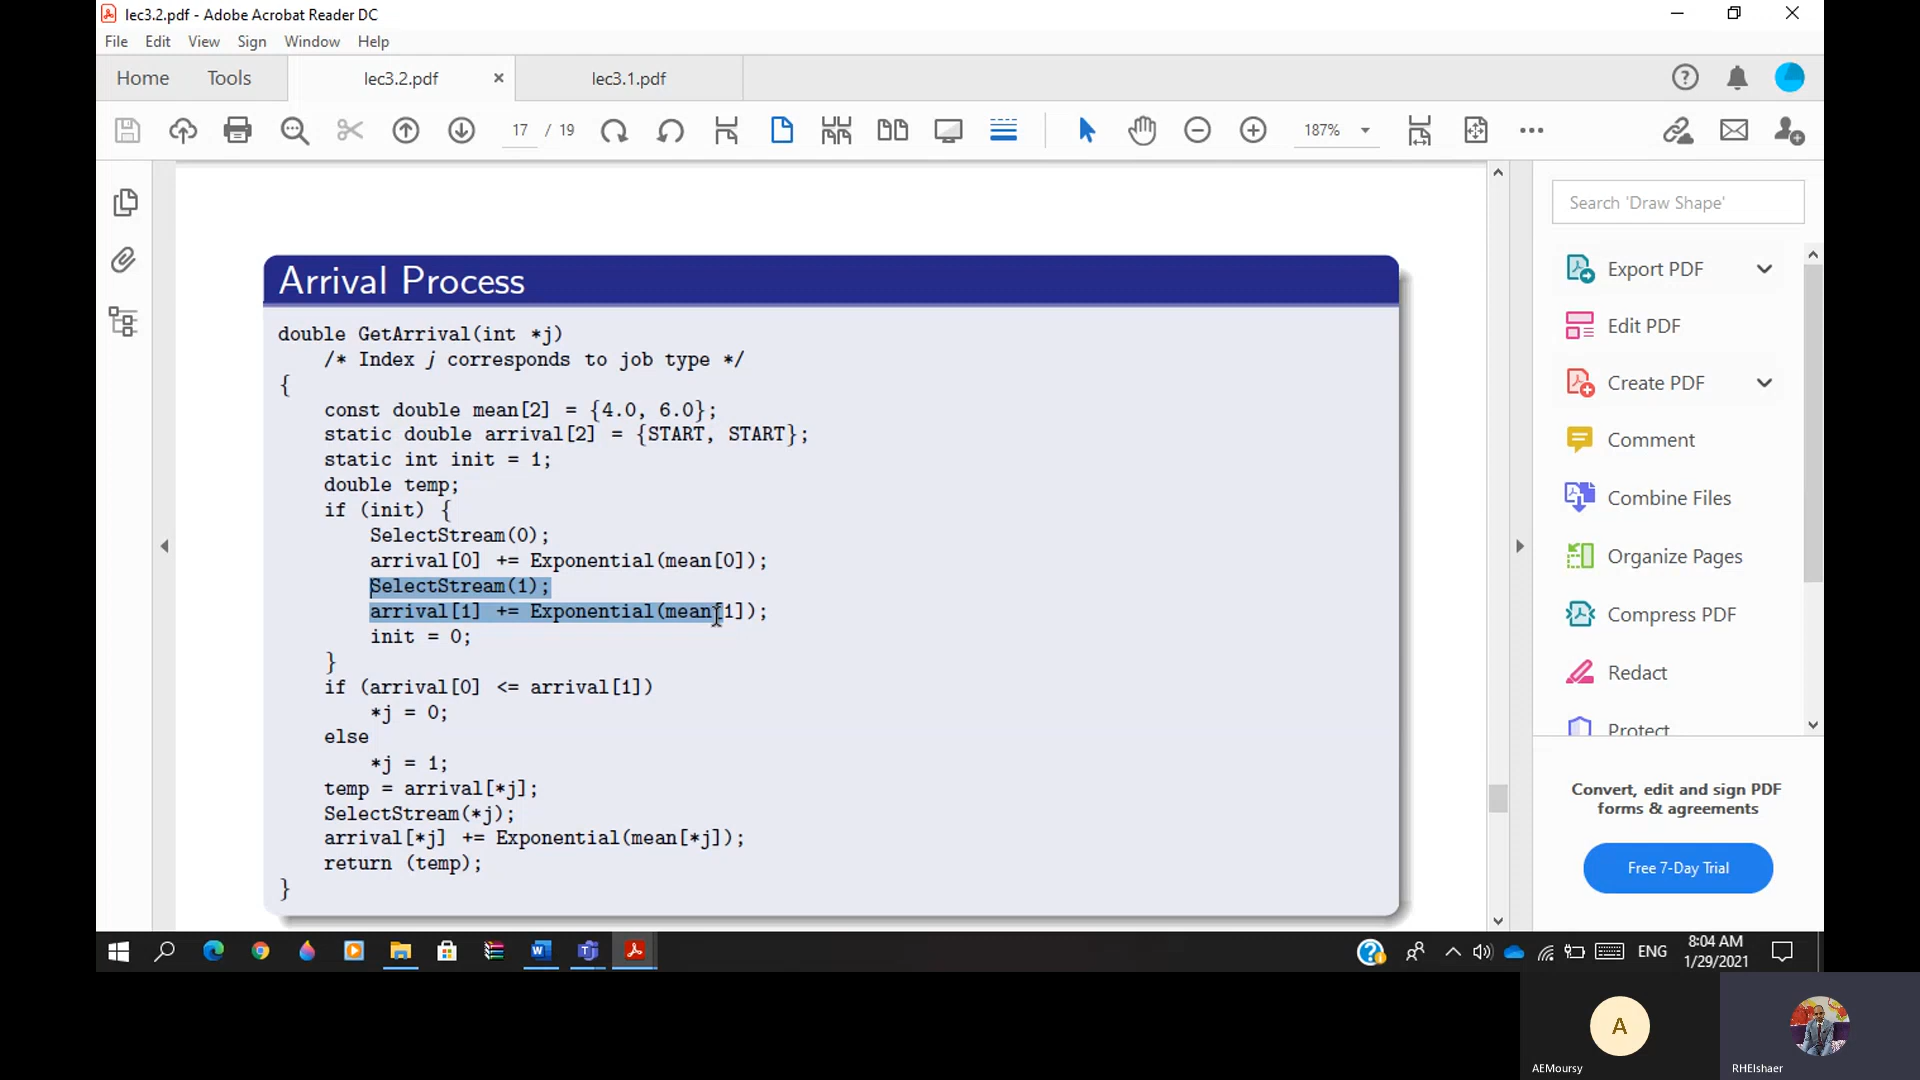 lec3.2.pdf - Adobe Acrobat Reader DC
File Edit View Sign Window Help
Home Tools lec3.2.pdf × lec3.1.pdf
17 / 19 187%
Search 'Draw Shape'
Arrival Process
double GetArrival(int *j)
/* Index j corresponds to job type */
{
const double mean[2] = {4.0, 6.0};
static double arrival[2] = {START, START};
static int init = 1;
double temp;
if (init) {
SelectStream(0);
arrival[0] += Exponential(mean[0]);
SelectStream(1);
arrival[1] += Exponential(mean[1]);
init = 0;
}
if (arrival[0] <= arrival[1])
*j = 0;
else
*j = 1;
temp = arrival[*j];
SelectStream(*j);
arrival[*j] += Exponential(mean[*j]);
return (temp);
}
Export PDF
Edit PDF
Create PDF
Comment
Combine Files
Organize Pages
Compress PDF
Redact
Protect
Convert, edit and sign PDF
forms & agreements
Free 7-Day Trial
ENG
8:04 AM
1/29/2021
A
AEMoursy
RHElshaer